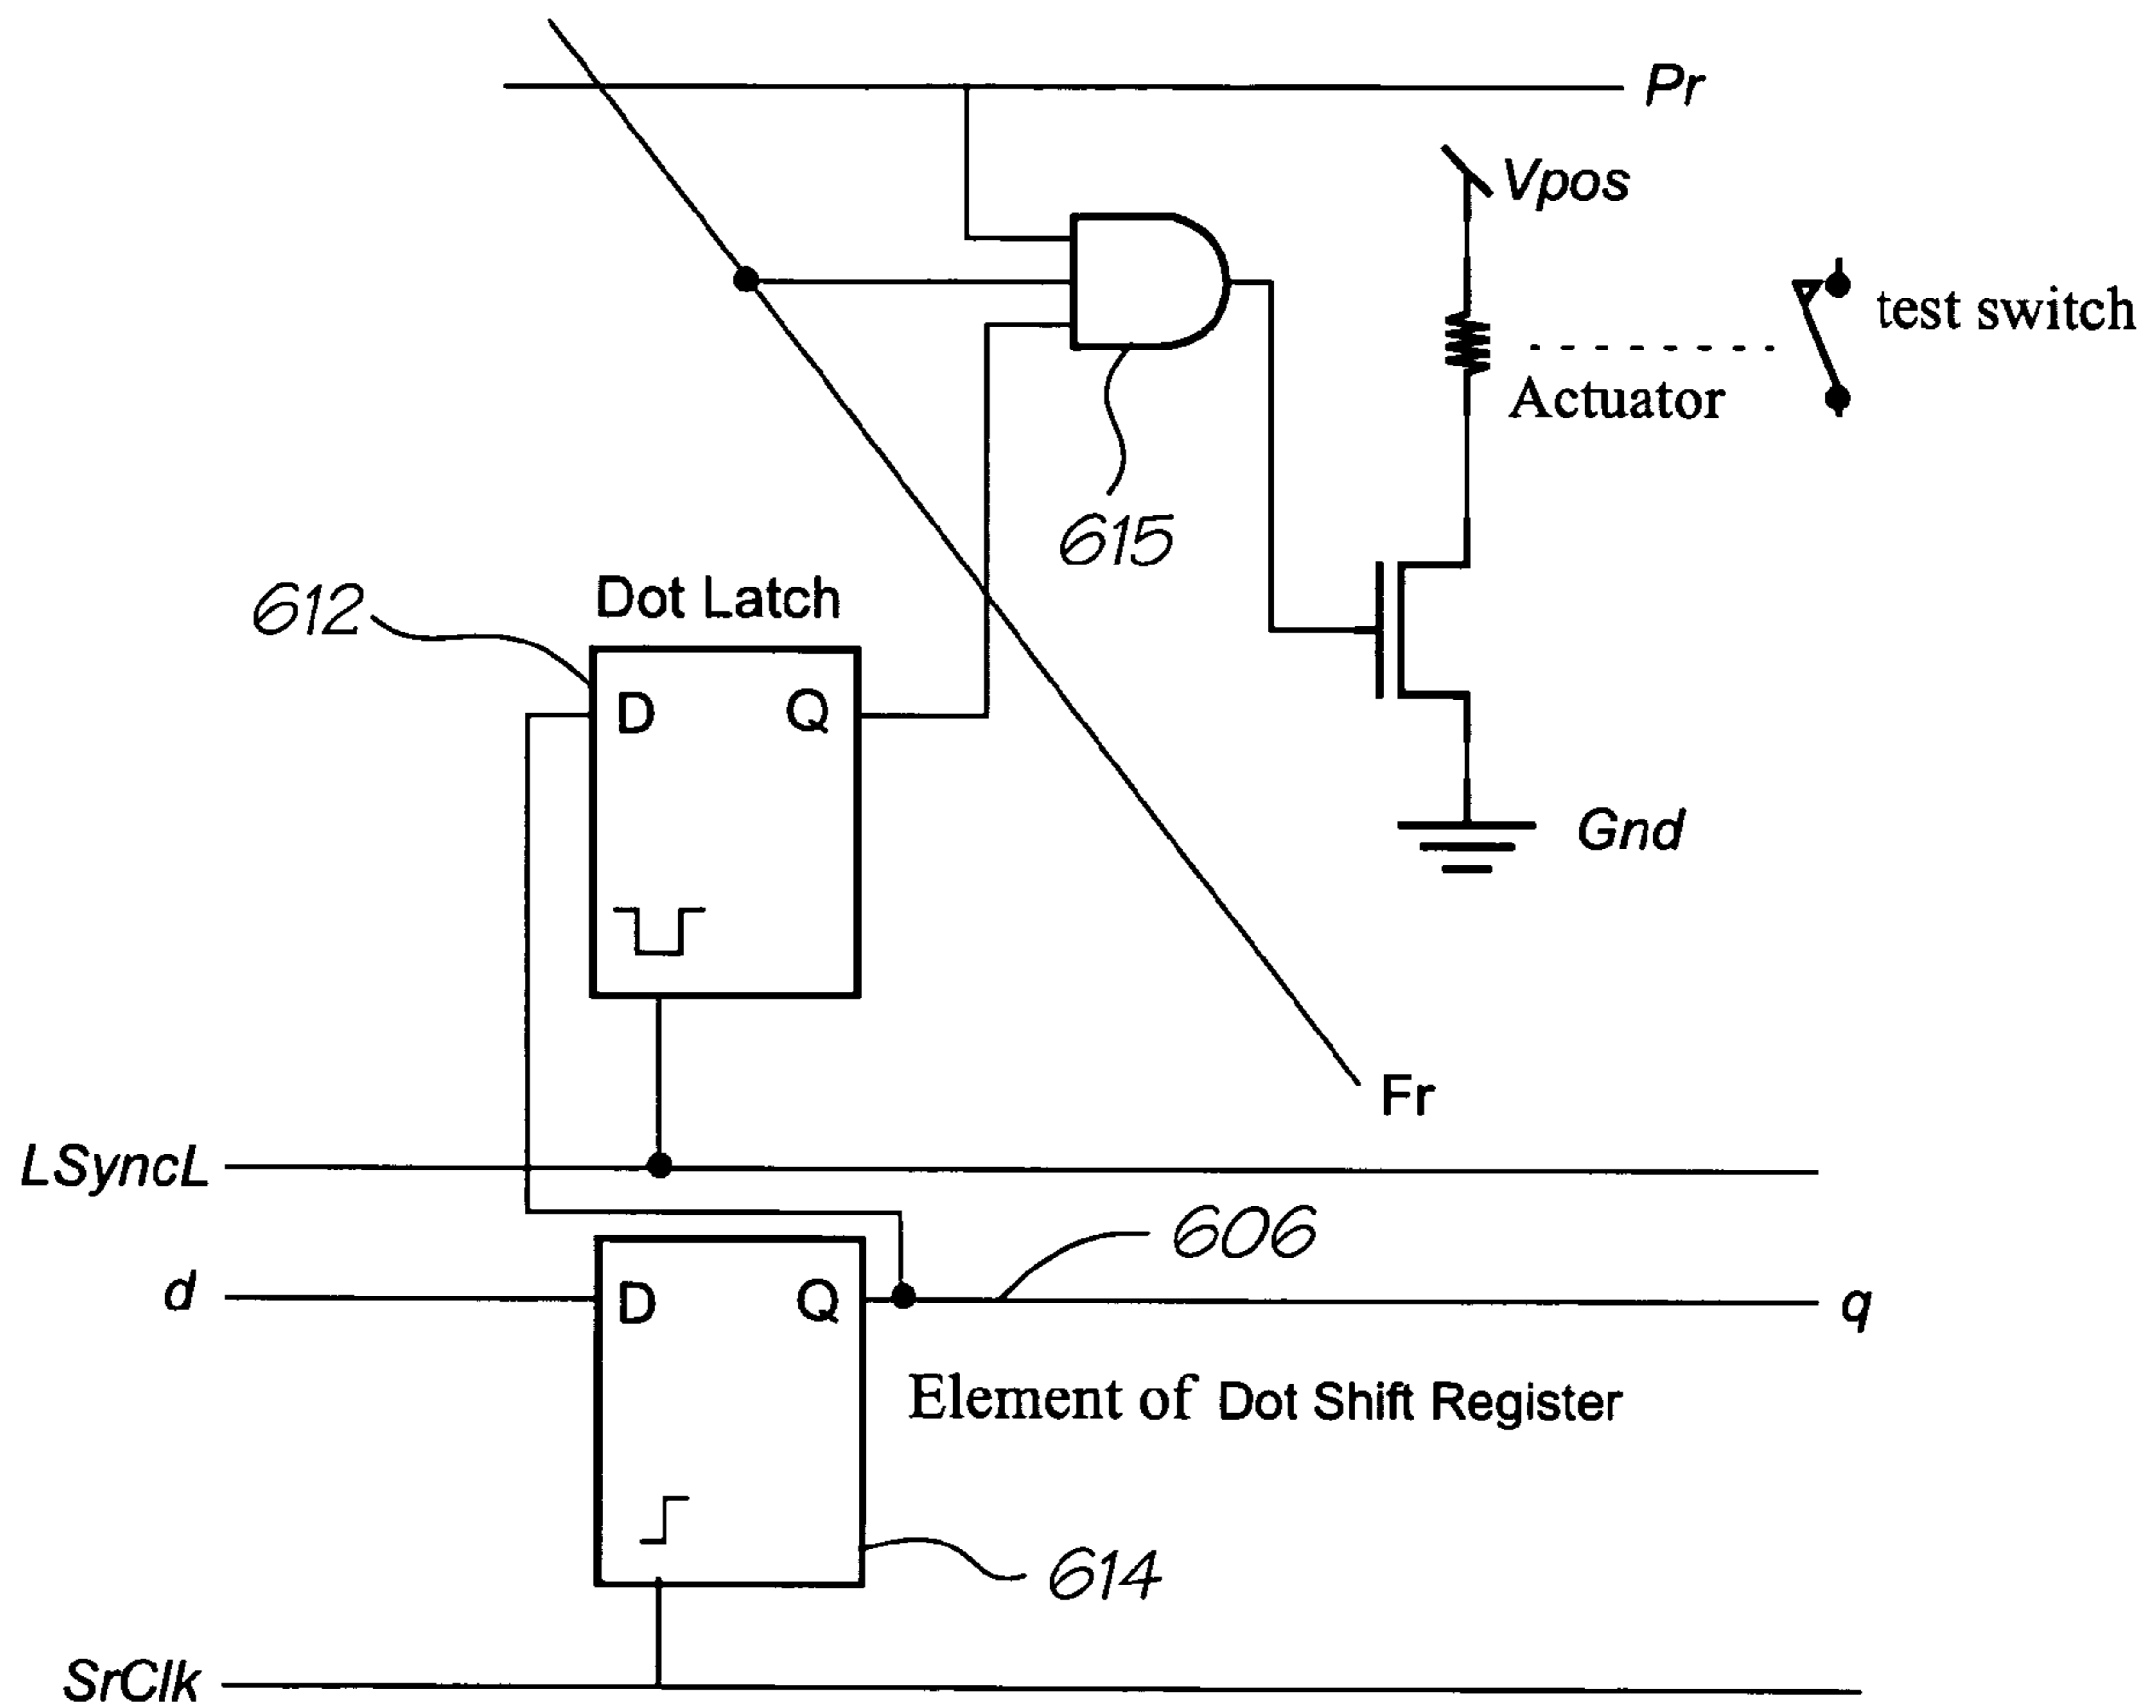 Pr
Vpos
test switch
Actuator
615
612
Dot Latch
D Q
Gnd
Fr
LSyncL
606
d
D Q
q
Element of Dot Shift Register
614
SrClk